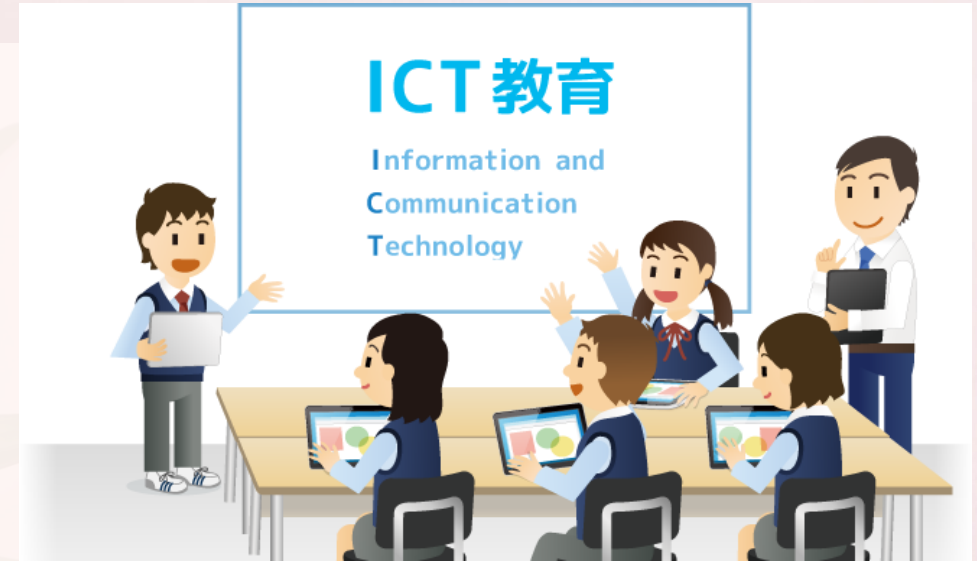 ICT教育
Information and
Communication
Technology